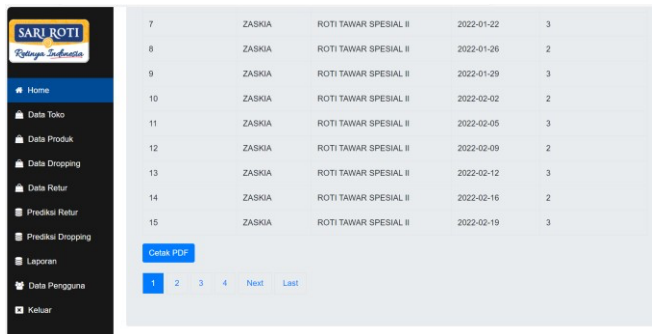 SARI ROTI
Rotinya Indonesia
Home
Data Toko
Data Produk
Data Dropping
Data Retur
Prediksi Retur
Prediksi Dropping
Laporan
Data Pengguna
Keluar
7 ZASKIA ROTI TAWAR SPESIAL II 2022-01-22 3
8 ZASKIA ROTI TAWAR SPESIAL II 2022-01-26 2
9 ZASKIA ROTI TAWAR SPESIAL II 2022-01-29 3
10 ZASKIA ROTI TAWAR SPESIAL II 2022-02-02 2
11 ZASKIA ROTI TAWAR SPESIAL II 2022-02-05 3
12 ZASKIA ROTI TAWAR SPESIAL II 2022-02-09 2
13 ZASKIA ROTI TAWAR SPESIAL II 2022-02-12 3
14 ZASKIA ROTI TAWAR SPESIAL II 2022-02-16 2
15 ZASKIA ROTI TAWAR SPESIAL II 2022-02-19 3
Cetak PDF
1 2 3 4 Next Last